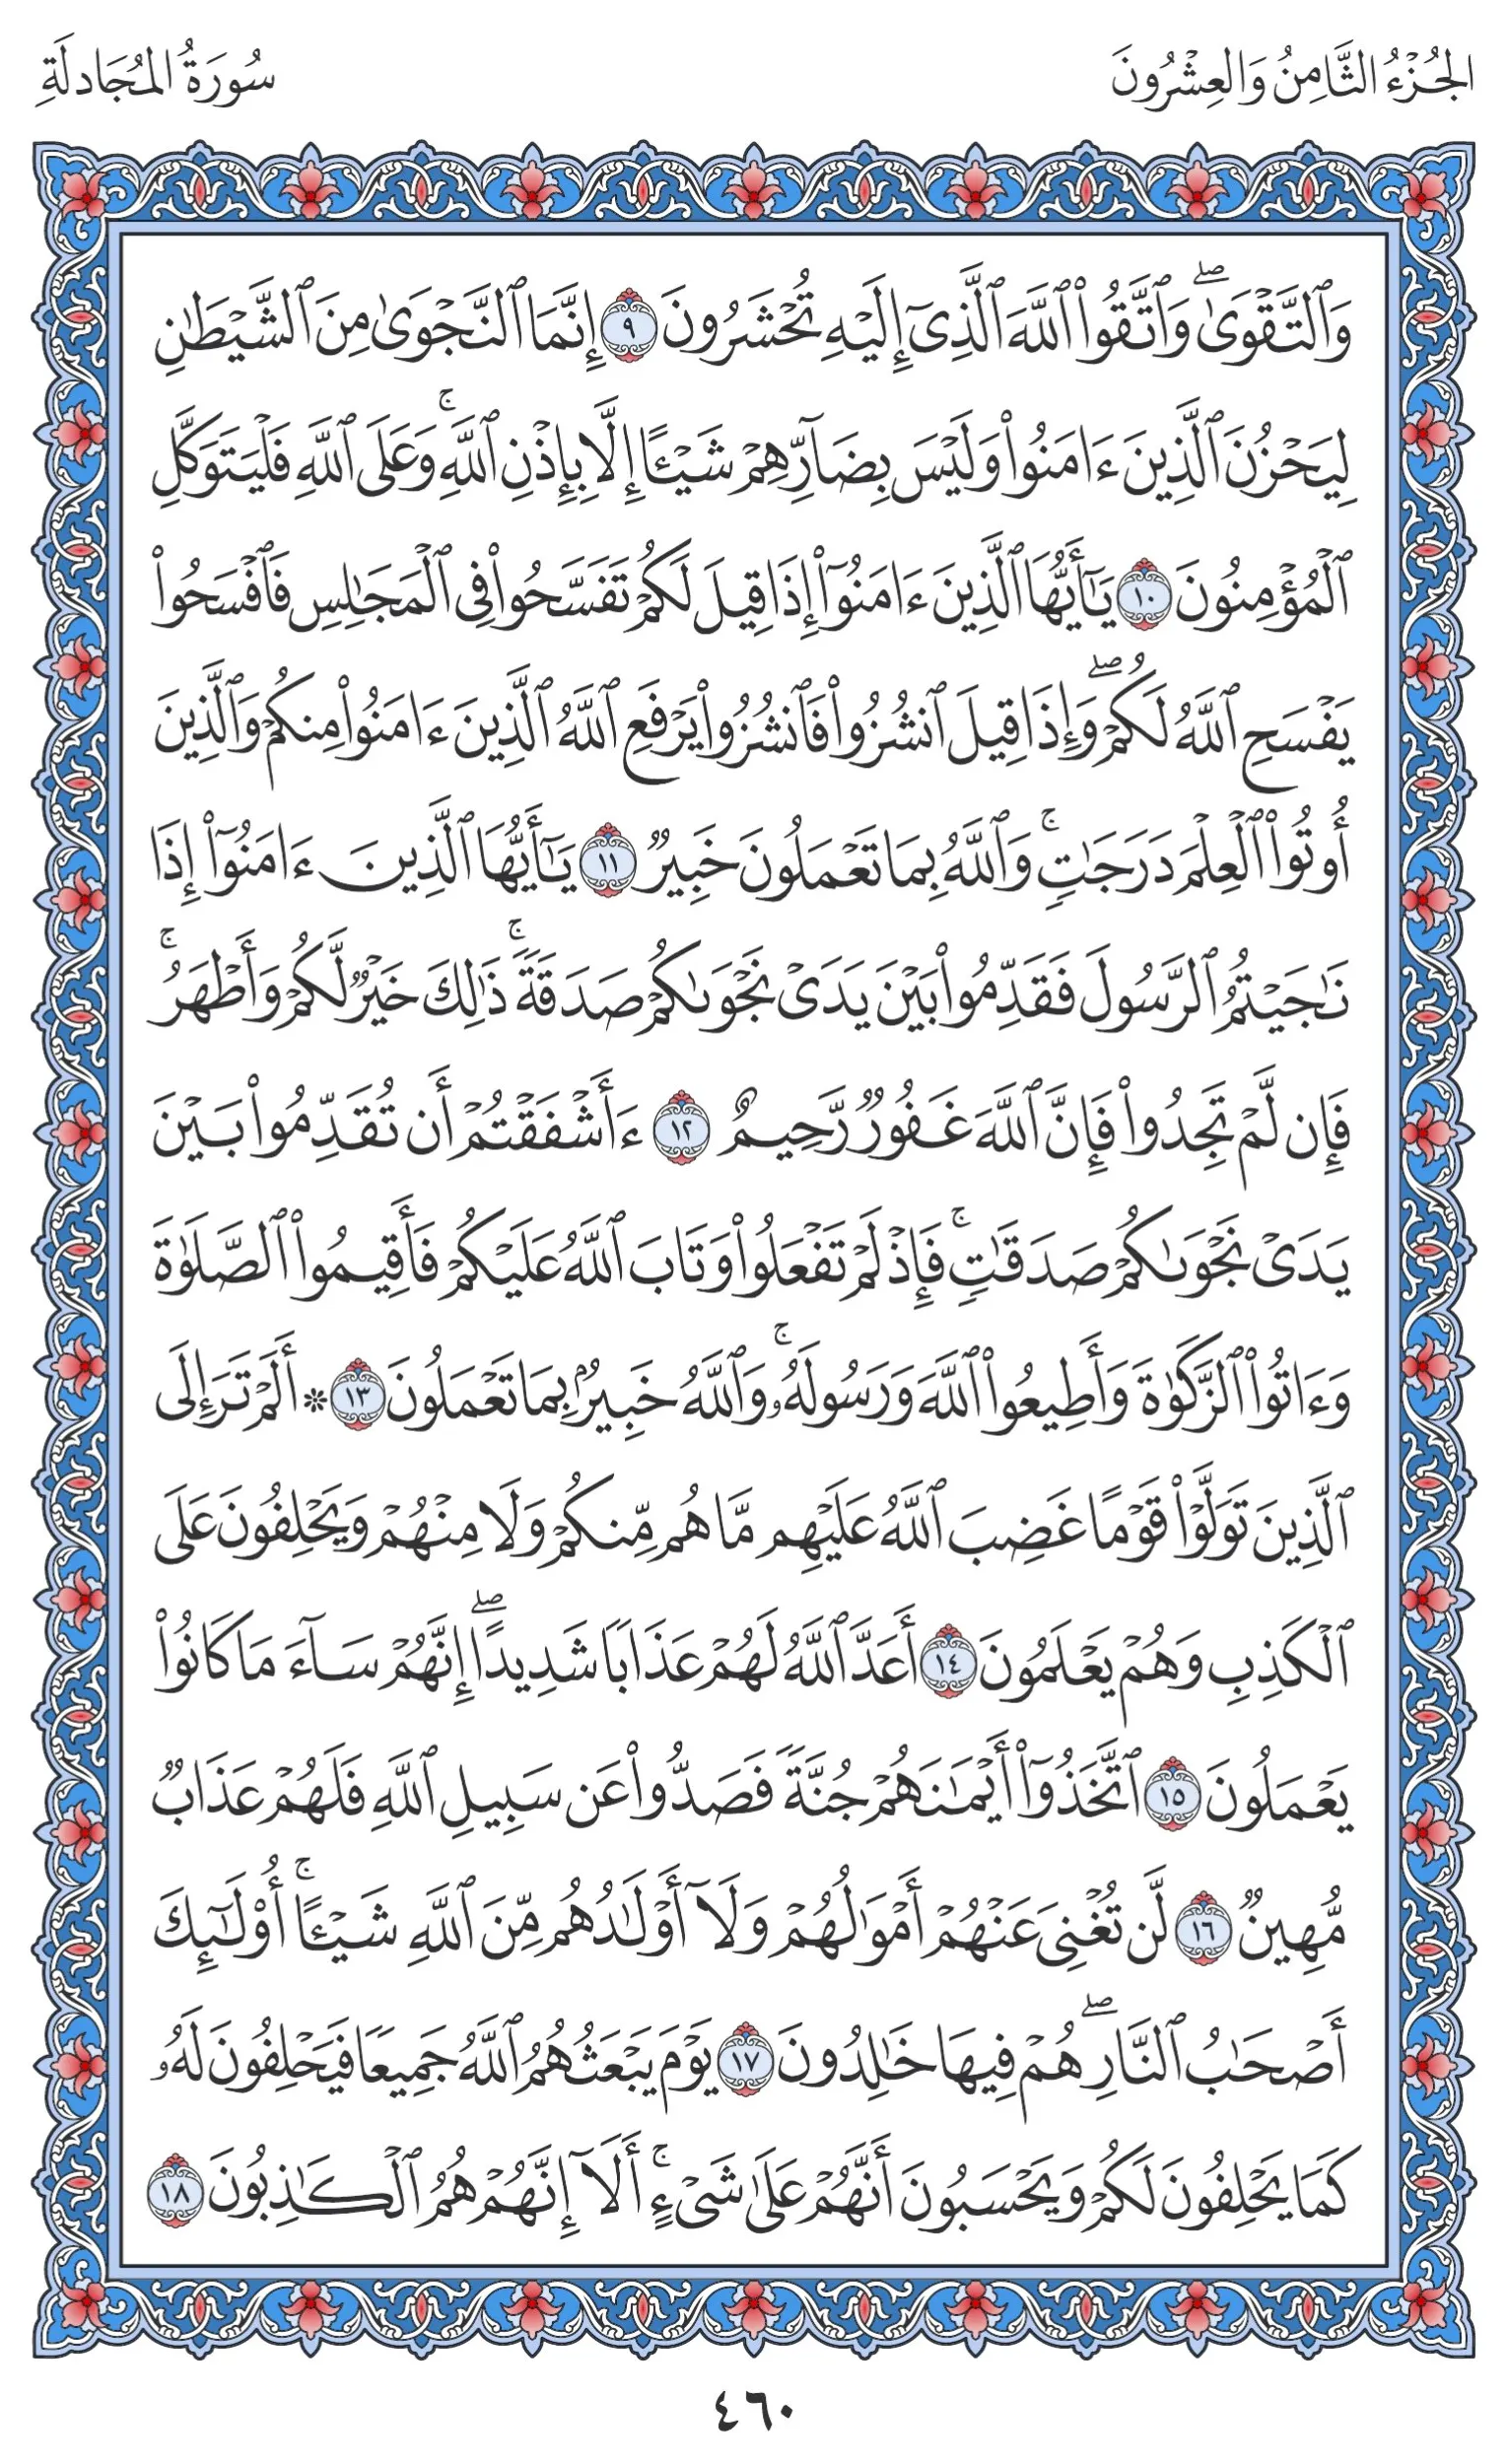 الجُزْءُ الثَّامِنُ وَالعِشْرُونَ
سُورَةُ المُجَادلَةِ
وَٱلتَّقْوَىٰۖ وَٱتَّقُوا۟ ٱللَّهَ ٱلَّذِىٓ إِلَيْهِ تُحْشَرُونَ ٩ إِنَّمَا ٱلنَّجْوَىٰ مِنَ ٱلشَّيْطَٰنِ
لِيَحْزُنَ ٱلَّذِينَ ءَامَنُوا۟ وَلَيْسَ بِضَآرِّهِمْ شَيْـًٔا إِلَّا بِإِذْنِ ٱللَّهِۚ وَعَلَى ٱللَّهِ فَلْيَتَوَكَّلِ
ٱلْمُؤْمِنُونَ ١٠ يَٰٓأَيُّهَا ٱلَّذِينَ ءَامَنُوٓا۟ إِذَا قِيلَ لَكُمْ تَفَسَّحُوا۟ فِى ٱلْمَجَٰلِسِ فَٱفْسَحُوا۟
يَفْسَحِ ٱللَّهُ لَكُمْۖ وَإِذَا قِيلَ ٱنشُزُوا۟ فَٱنشُزُوا۟ يَرْفَعِ ٱللَّهُ ٱلَّذِينَ ءَامَنُوا۟ مِنكُمْ وَٱلَّذِينَ
أُوتُوا۟ ٱلْعِلْمَ دَرَجَٰتٍۚ وَٱللَّهُ بِمَا تَعْمَلُونَ خَبِيرٌ ١١ يَٰٓأَيُّهَا ٱلَّذِينَ ءَامَنُوٓا۟ إِذَا
نَٰجَيْتُمُ ٱلرَّسُولَ فَقَدِّمُوا۟ بَيْنَ يَدَىْ نَجْوَىٰكُمْ صَدَقَةًۚ ذَٰلِكَ خَيْرٌ لَّكُمْ وَأَطْهَرُۚ
فَإِن لَّمْ تَجِدُوا۟ فَإِنَّ ٱللَّهَ غَفُورٌ رَّحِيمٌ ١٢ ءَأَشْفَقْتُمْ أَن تُقَدِّمُوا۟ بَيْنَ
يَدَىْ نَجْوَىٰكُمْ صَدَقَٰتٍۚ فَإِذْ لَمْ تَفْعَلُوا۟ وَتَابَ ٱللَّهُ عَلَيْكُمْ فَأَقِيمُوا۟ ٱلصَّلَوٰةَ
وَءَاتُوا۟ ٱلزَّكَوٰةَ وَأَطِيعُوا۟ ٱللَّهَ وَرَسُولَهُۥۚ وَٱللَّهُ خَبِيرٌۢ بِمَا تَعْمَلُونَ ١٣ * أَلَمْ تَرَ إِلَى
ٱلَّذِينَ تَوَلَّوْا۟ قَوْمًا غَضِبَ ٱللَّهُ عَلَيْهِم مَّا هُم مِّنكُمْ وَلَا مِنْهُمْ وَيَحْلِفُونَ عَلَى
ٱلْكَذِبِ وَهُمْ يَعْلَمُونَ ١٤ أَعَدَّ ٱللَّهُ لَهُمْ عَذَابًا شَدِيدًاۖ إِنَّهُمْ سَآءَ مَا كَانُوا۟
يَعْمَلُونَ ١٥ ٱتَّخَذُوٓا۟ أَيْمَٰنَهُمْ جُنَّةً فَصَدُّوا۟ عَن سَبِيلِ ٱللَّهِ فَلَهُمْ عَذَابٌ
مُّهِينٌ ١٦ لَّن تُغْنِىَ عَنْهُمْ أَمْوَٰلُهُمْ وَلَآ أَوْلَٰدُهُم مِّنَ ٱللَّهِ شَيْـًٔاۚ أُو۟لَٰٓئِكَ
أَصْحَٰبُ ٱلنَّارِۖ هُمْ فِيهَا خَٰلِدُونَ ١٧ يَوْمَ يَبْعَثُهُمُ ٱللَّهُ جَمِيعًا فَيَحْلِفُونَ لَهُۥ
كَمَا يَحْلِفُونَ لَكُمْ وَيَحْسَبُونَ أَنَّهُمْ عَلَىٰ شَىْءٍۚ أَلَآ إِنَّهُمْ هُمُ ٱلْكَٰذِبُونَ ١٨
٤٦٠